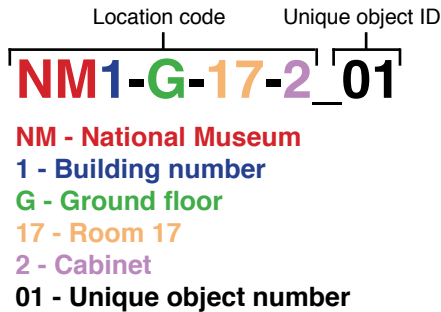 Location code Unique object ID
NM1-G-17-2_01
NM - National Museum
1 - Building number
G - Ground floor
17 - Room 17
2 - Cabinet
01 - Unique object number